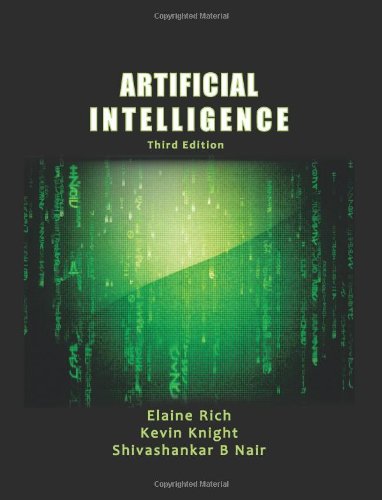 Copyrighted Material
ARTIFICIAL
INTELLIGENCE
Third Edition
Elaine Rich
Kevin Knight
Shivashankar B Nair
Copyrighted Material